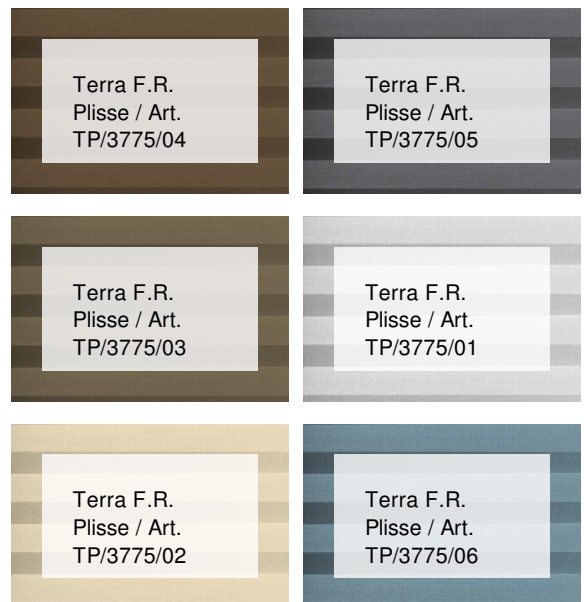 Terra F.R.
Plisse / Art.
TP/3775/04
Terra F.R.
Plisse / Art.
TP/3775/05
Terra F.R.
Plisse / Art.
TP/3775/03
Terra F.R.
Plisse / Art.
TP/3775/01
Terra F.R.
Plisse / Art.
TP/3775/02
Terra F.R.
Plisse / Art.
TP/3775/06